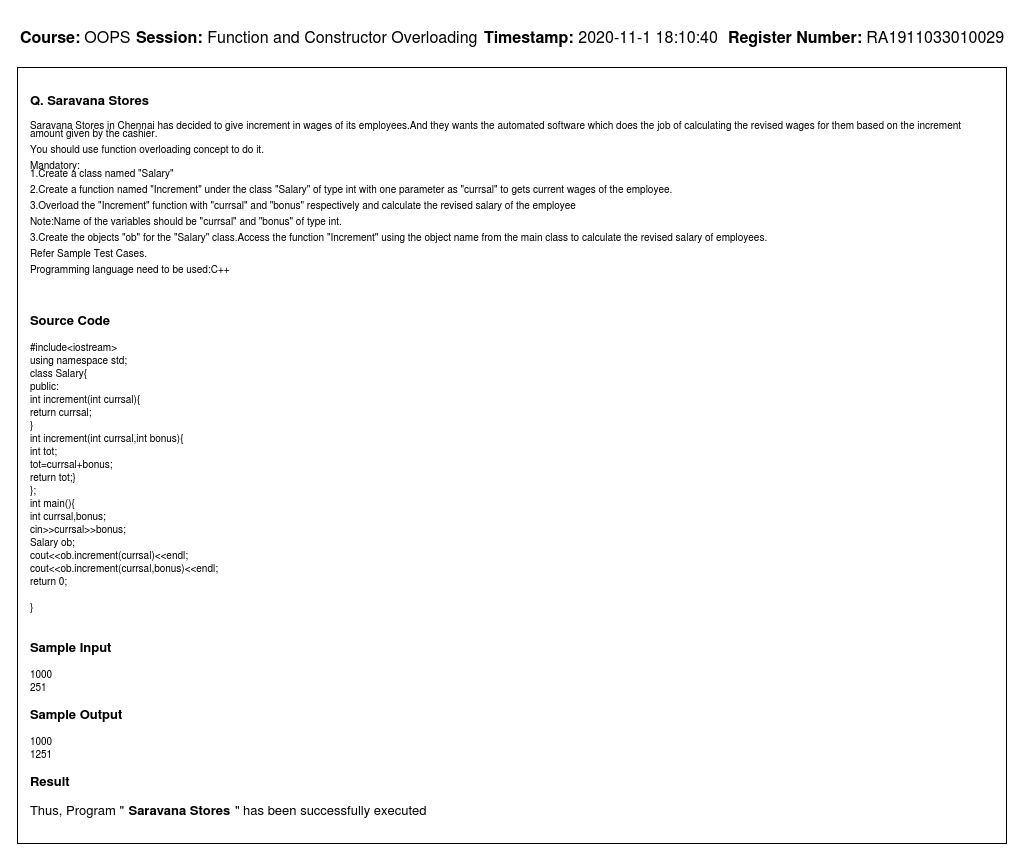 Course: OOPS Session: Function and Constructor Overloading Timestamp: 2020-11-1 18:10:40 Register Number: RA1911033010029
Q. Saravana Stores
Saravana Stores in Chennai has decided to give increment in wages of its employees.And they wants the automated software which does the job of calculating the revised wages for them based on the increment
amount given by the cashier.
You should use function overloading concept to do it.
Mandatory:
1.Create a class named "Salary"
2.Create a function named "Increment" under the class "Salary" of type int with one parameter as "currsal" to gets current wages of the employee.
3.Overload the "Increment" function with "currsal" and "bonus" respectively and calculate the revised salary of the employee
Note:Name of the variables should be "currsal" and "bonus" of type int.
3.Create the objects "ob" for the "Salary" class.Access the function "Increment" using the object name from the main class to calculate the revised salary of employees.
Refer Sample Test Cases.
Programming language need to be used:C++
Source Code
#include<iostream>
using namespace std;
class Salary{
public:
int increment(int currsal){
return currsal;
}
int increment(int currsal,int bonus){
int tot;
tot=currsal+bonus;
return tot;}
};
int main(){
int currsal,bonus;
cin>>currsal>>bonus;
Salary ob;
cout<<ob.increment(currsal)<<endl;
cout<<ob.increment(currsal,bonus)<<endl;
return 0;
}
Sample Input
1000
251
Sample Output
1000
1251
Result
Thus, Program " Saravana Stores " has been successfully executed